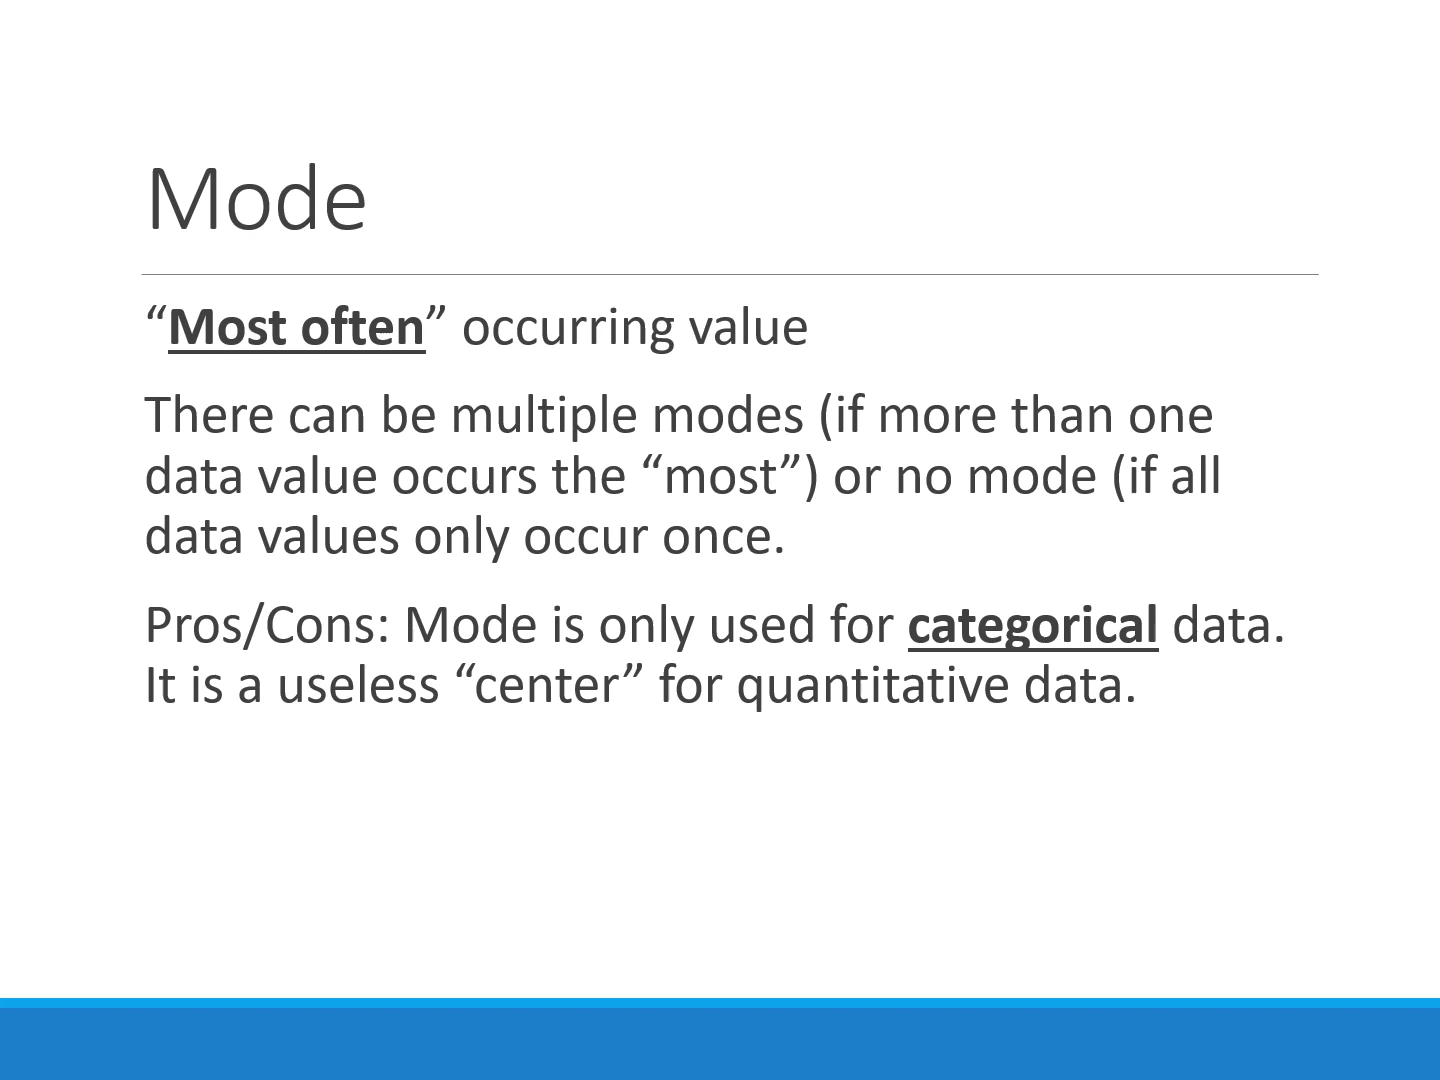 Mode
“Most often” occurring value
There can be multiple modes (if more than one
data value occurs the “most”) or no mode (if all
data values only occur once.
Pros/Cons: Mode is only used for categorical data.
It is a useless “center” for quantitative data.